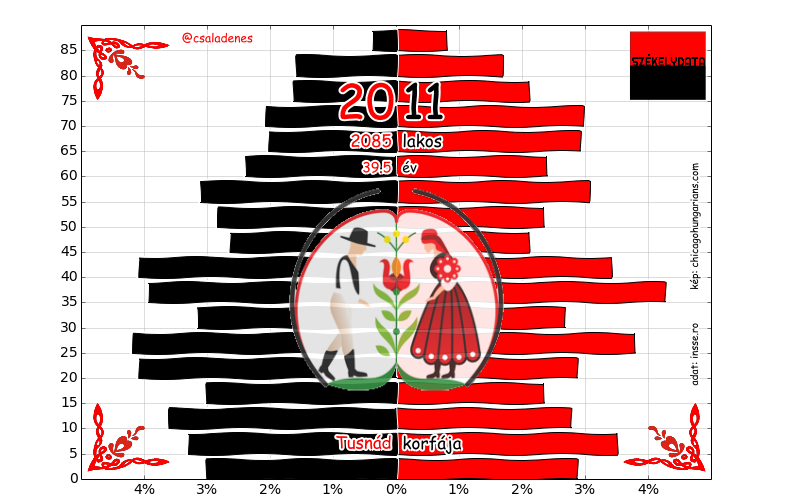 @csaladenes
SZÉKELYDATA
2011
2085 lakos
39.5 év
Tusnád korfája
kép: chicagohungarians.com
adat: insse.ro
85
80
75
70
65
60
55
50
45
40
35
30
25
20
15
10
5
0
4% 3% 2% 1% 0% 1% 2% 3% 4%